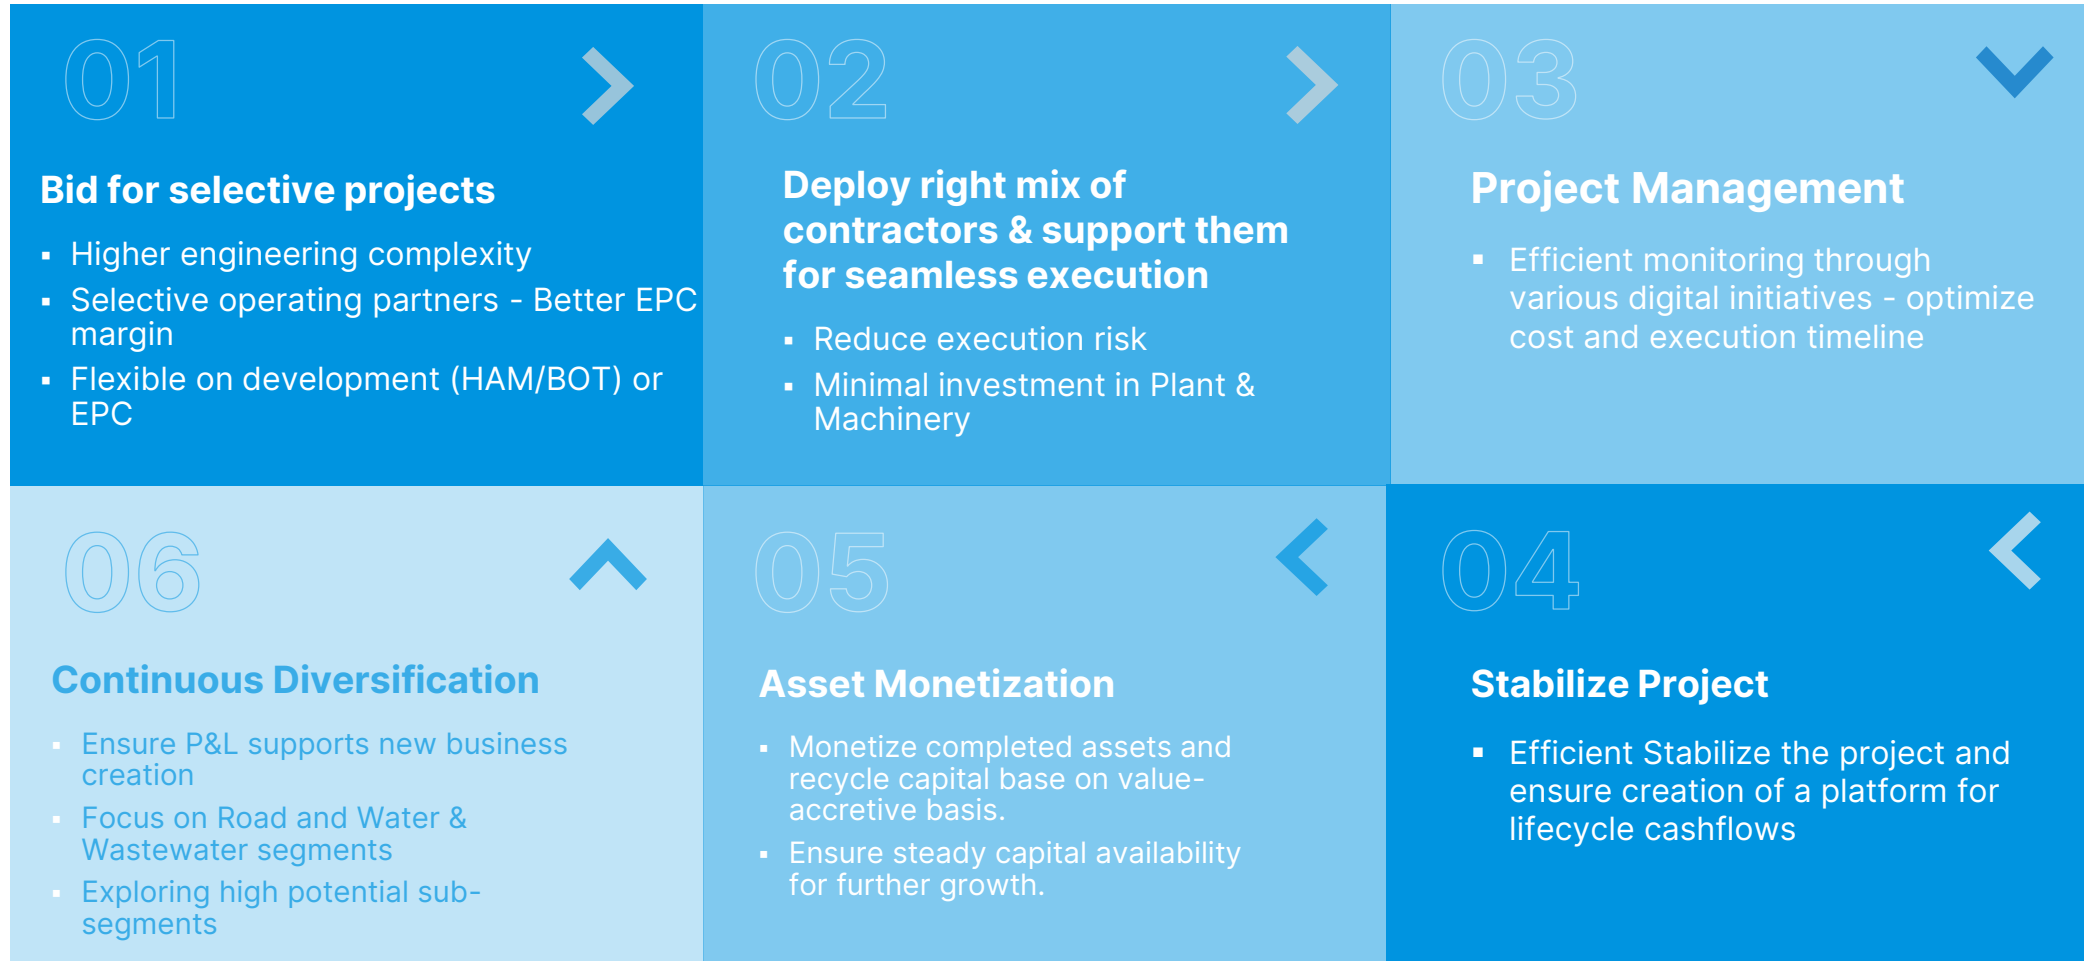 01
Bid for selective projects
▪ Higher engineering complexity
▪ Selective operating partners - Better EPC
margin
▪ Flexible on development (HAM/BOT) or
EPC
02
Deploy right mix of
contractors & support them
for seamless execution
▪ Reduce execution risk
▪ Minimal investment in Plant &
Machinery
03
Project Management
▪ Efficient monitoring through
various digital initiatives - optimize
cost and execution timeline
04
Stabilize Project
▪ Efficient Stabilize the project and
ensure creation of a platform for
lifecycle cashflows
05
Asset Monetization
▪ Monetize completed assets and
recycle capital base on value-
accretive basis.
▪ Ensure steady capital availability
for further growth.
06
Continuous Diversification
▪ Ensure P&L supports new business
creation
▪ Focus on Road and Water &
Wastewater segments
▪ Exploring high potential sub-
segments